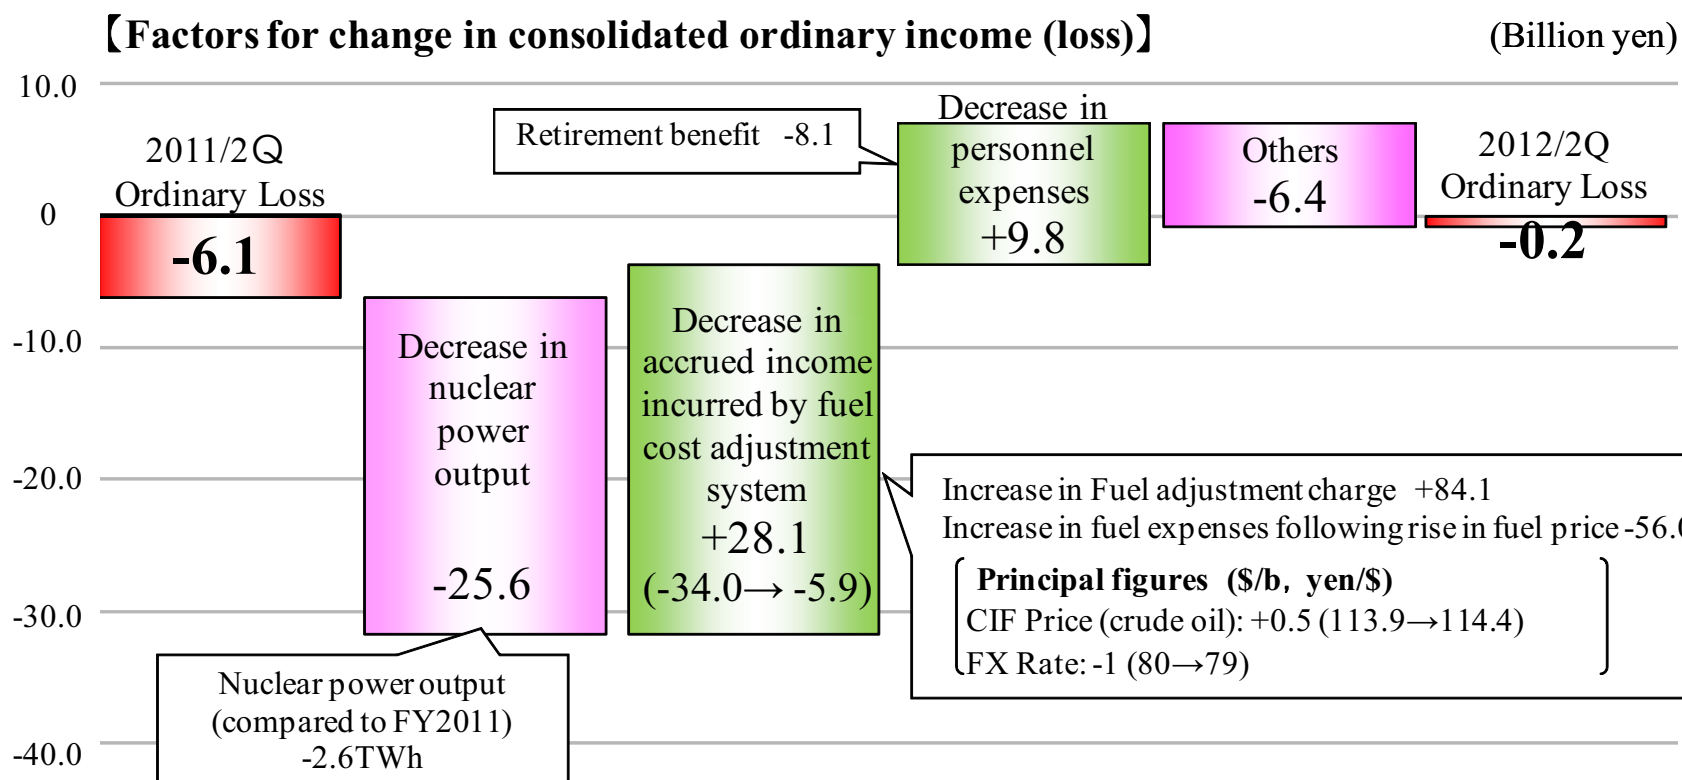 【Factors for change in consolidated ordinary income (loss)】
(Billion yen)
10.0
0
-10.0
-20.0
-30.0
-40.0
2011/2Q
Ordinary Loss
-6.1
Decrease in
nuclear
power
output
-25.6
Nuclear power output
(compared to FY2011)
-2.6TWh
Decrease in
accrued income
incurred by fuel
cost adjustment
system
+28.1
(-34.0→ -5.9)
Increase in Fuel adjustment charge +84.1
Increase in fuel expenses following rise in fuel price
Principal figures ($/b, yen/$)
CIF Price (crude oil): +0.5 (113.9→114.4)
FX Rate: -1 (80→79)
Retirement benefit -8.1
Decrease in
personnel
expenses
+9.8
Others
-6.4
2012/2Q
Ordinary Loss
-0.2